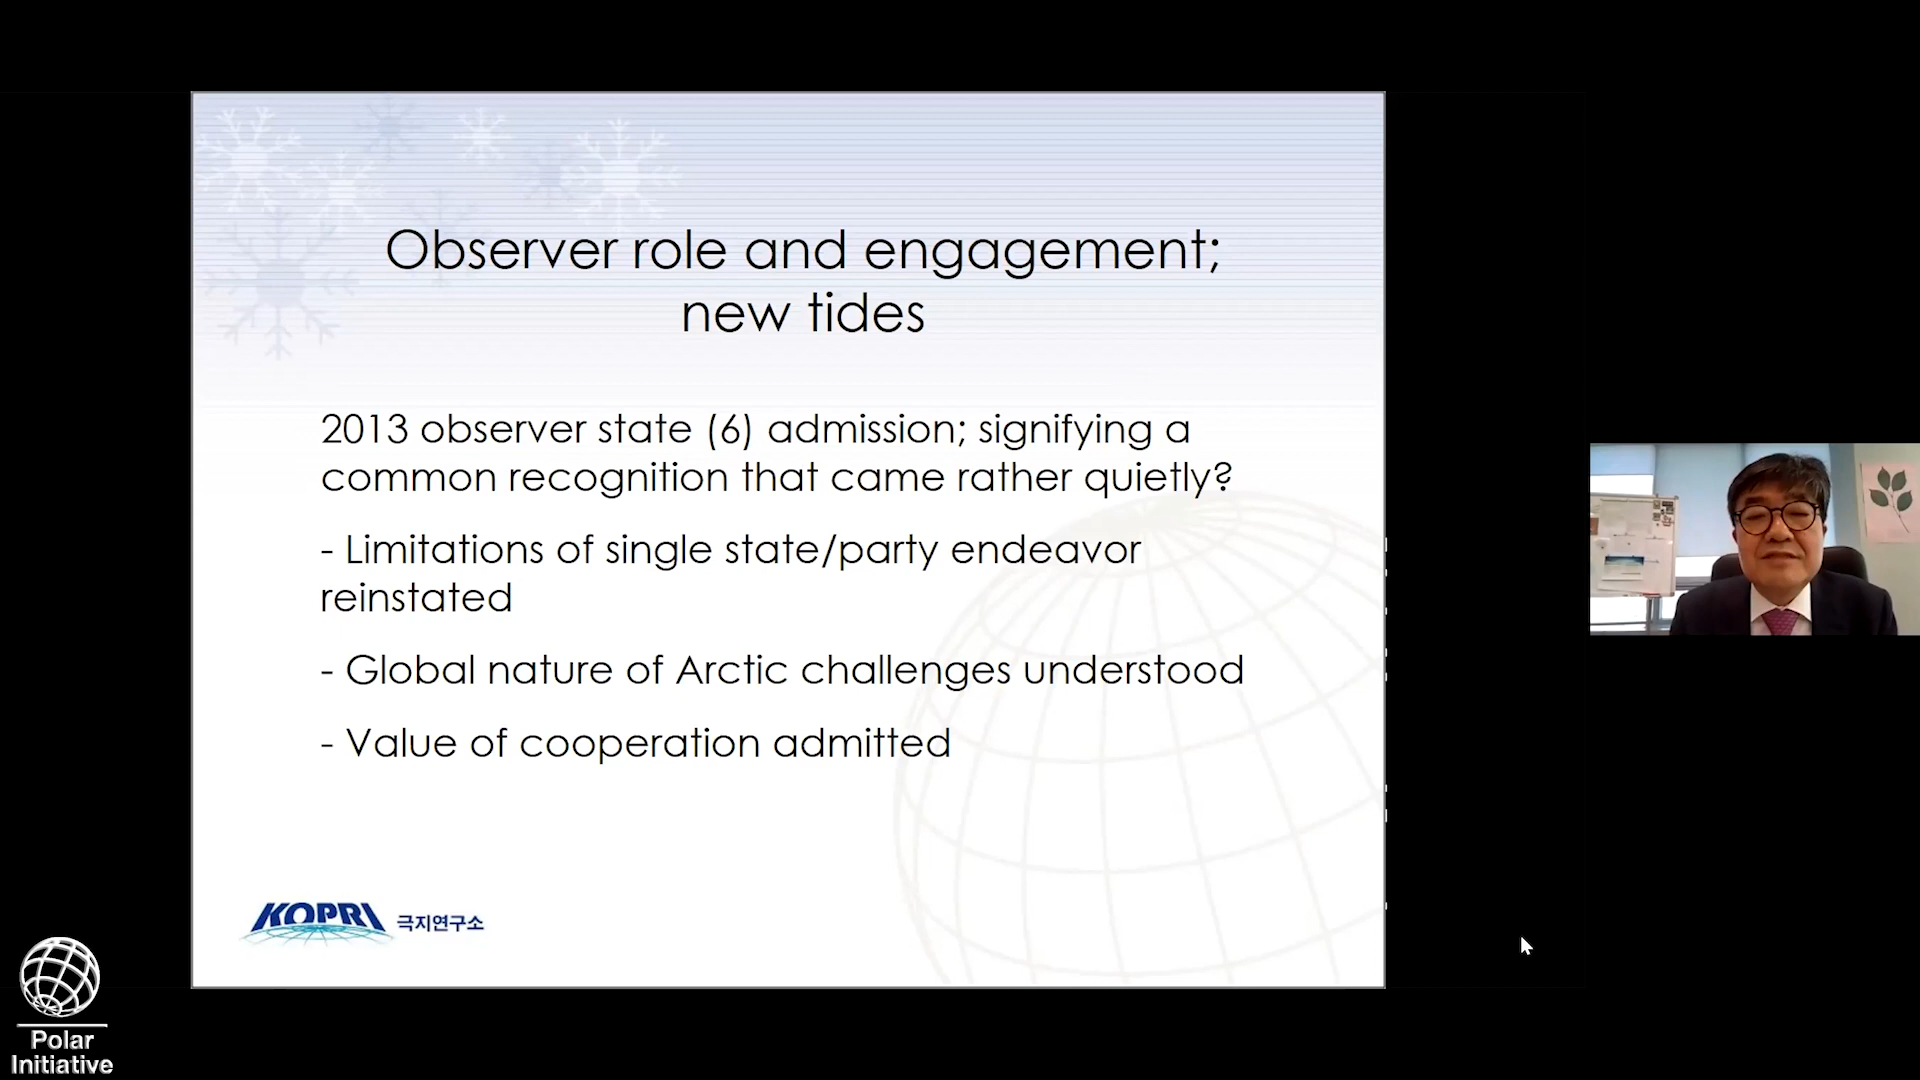 Observer role and engagement;
new tides
2013 observer state (6) admission; signifying a
common recognition that came rather quietly?
- Limitations of single state/party endeavor
reinstated
- Global nature of Arctic challenges understood
- Value of cooperation admitted
KOPRI 극지연구소
Polar
Initiative